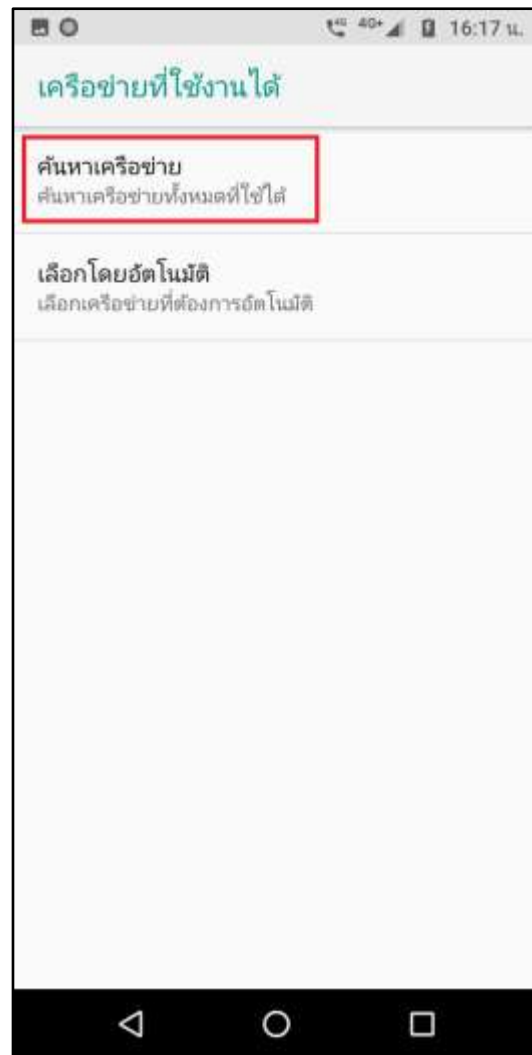 4G 4G+ 16:17 น.
เครือข่ายที่ใช้งานได้
ค้นหาเครือข่าย
ค้นหาเครือข่ายทั้งหมดที่ใช้ได้
เลือกโดยอัตโนมัติ
เลือกเครือข่ายที่ต้องการอัตโนมัติ